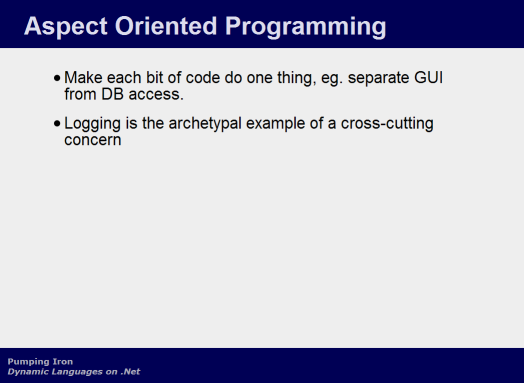 Aspect Oriented Programming
• Make each bit of code do one thing, eg. separate GUI
from DB access.
• Logging is the archetypal example of a cross-cutting
concern
Pumping Iron
Dynamic Languages on .Net